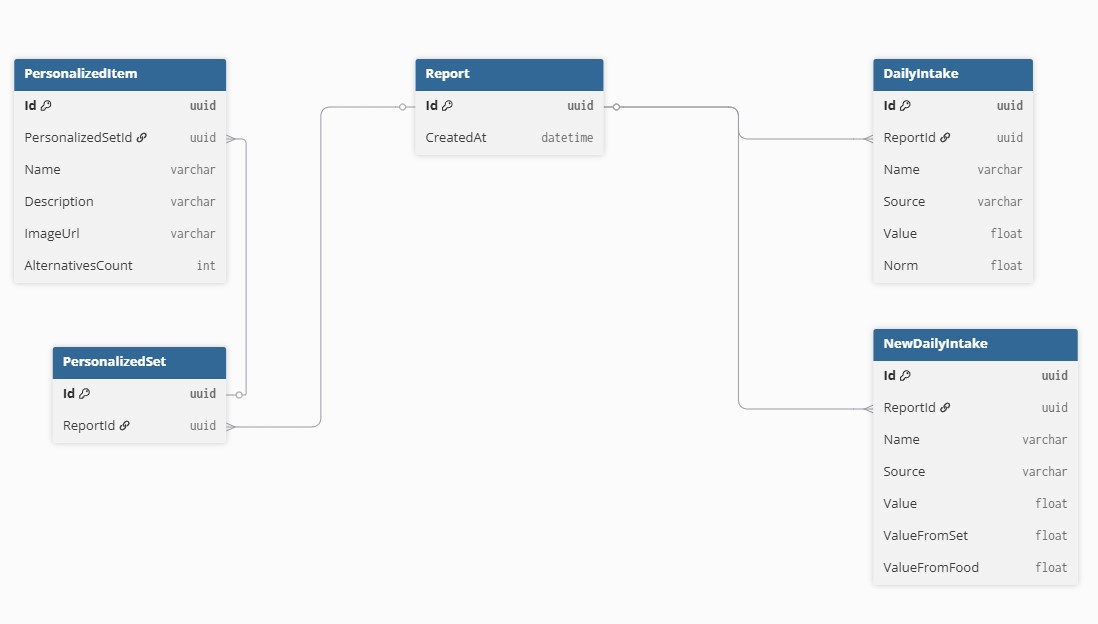 PersonalizedItem
Id uuid
PersonalizedSetId uuid
Name varchar
Description varchar
ImageUrl varchar
AlternativesCount int
PersonalizedSet
Id uuid
ReportId uuid
Report
Id uuid
CreatedAt datetime
DailyIntake
Id uuid
ReportId uuid
Name varchar
Source varchar
Value float
Norm float
NewDailyIntake
Id uuid
ReportId uuid
Name varchar
Source varchar
Value float
ValueFromSet float
ValueFromFood float